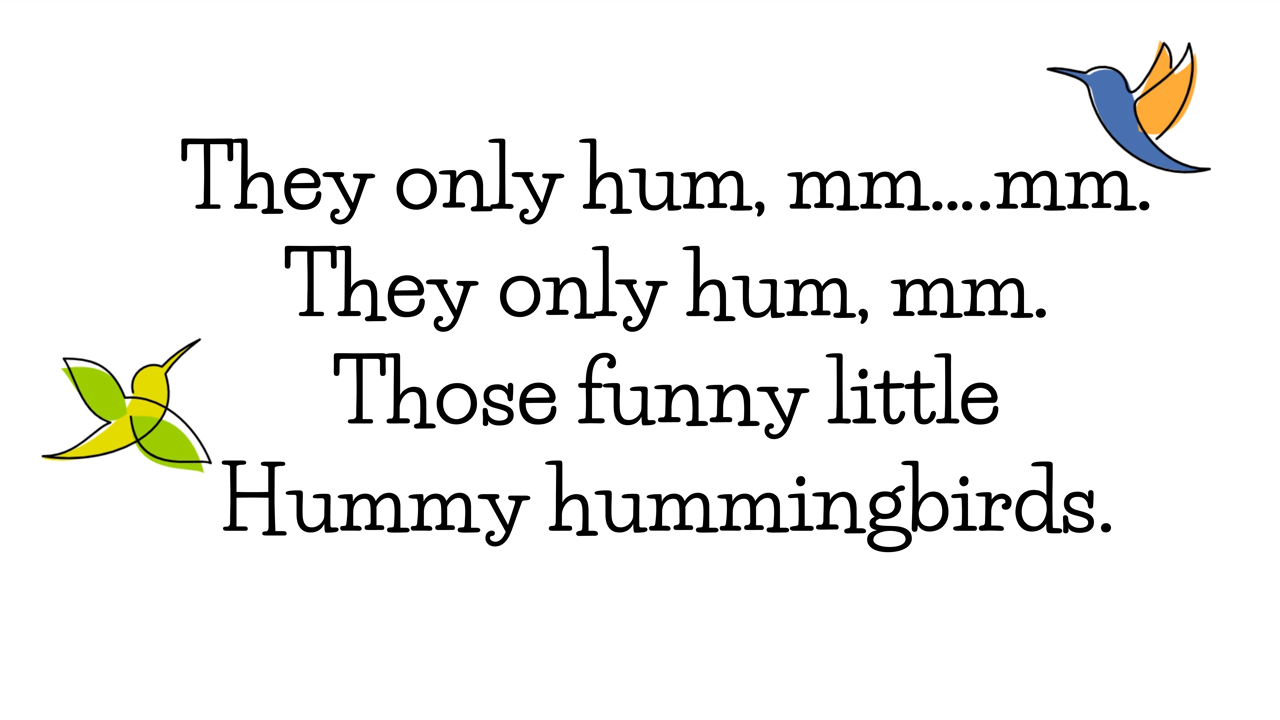 They only hum, mm....mm.
They only hum, mm.
Those funny little
Hummy hummingbirds.